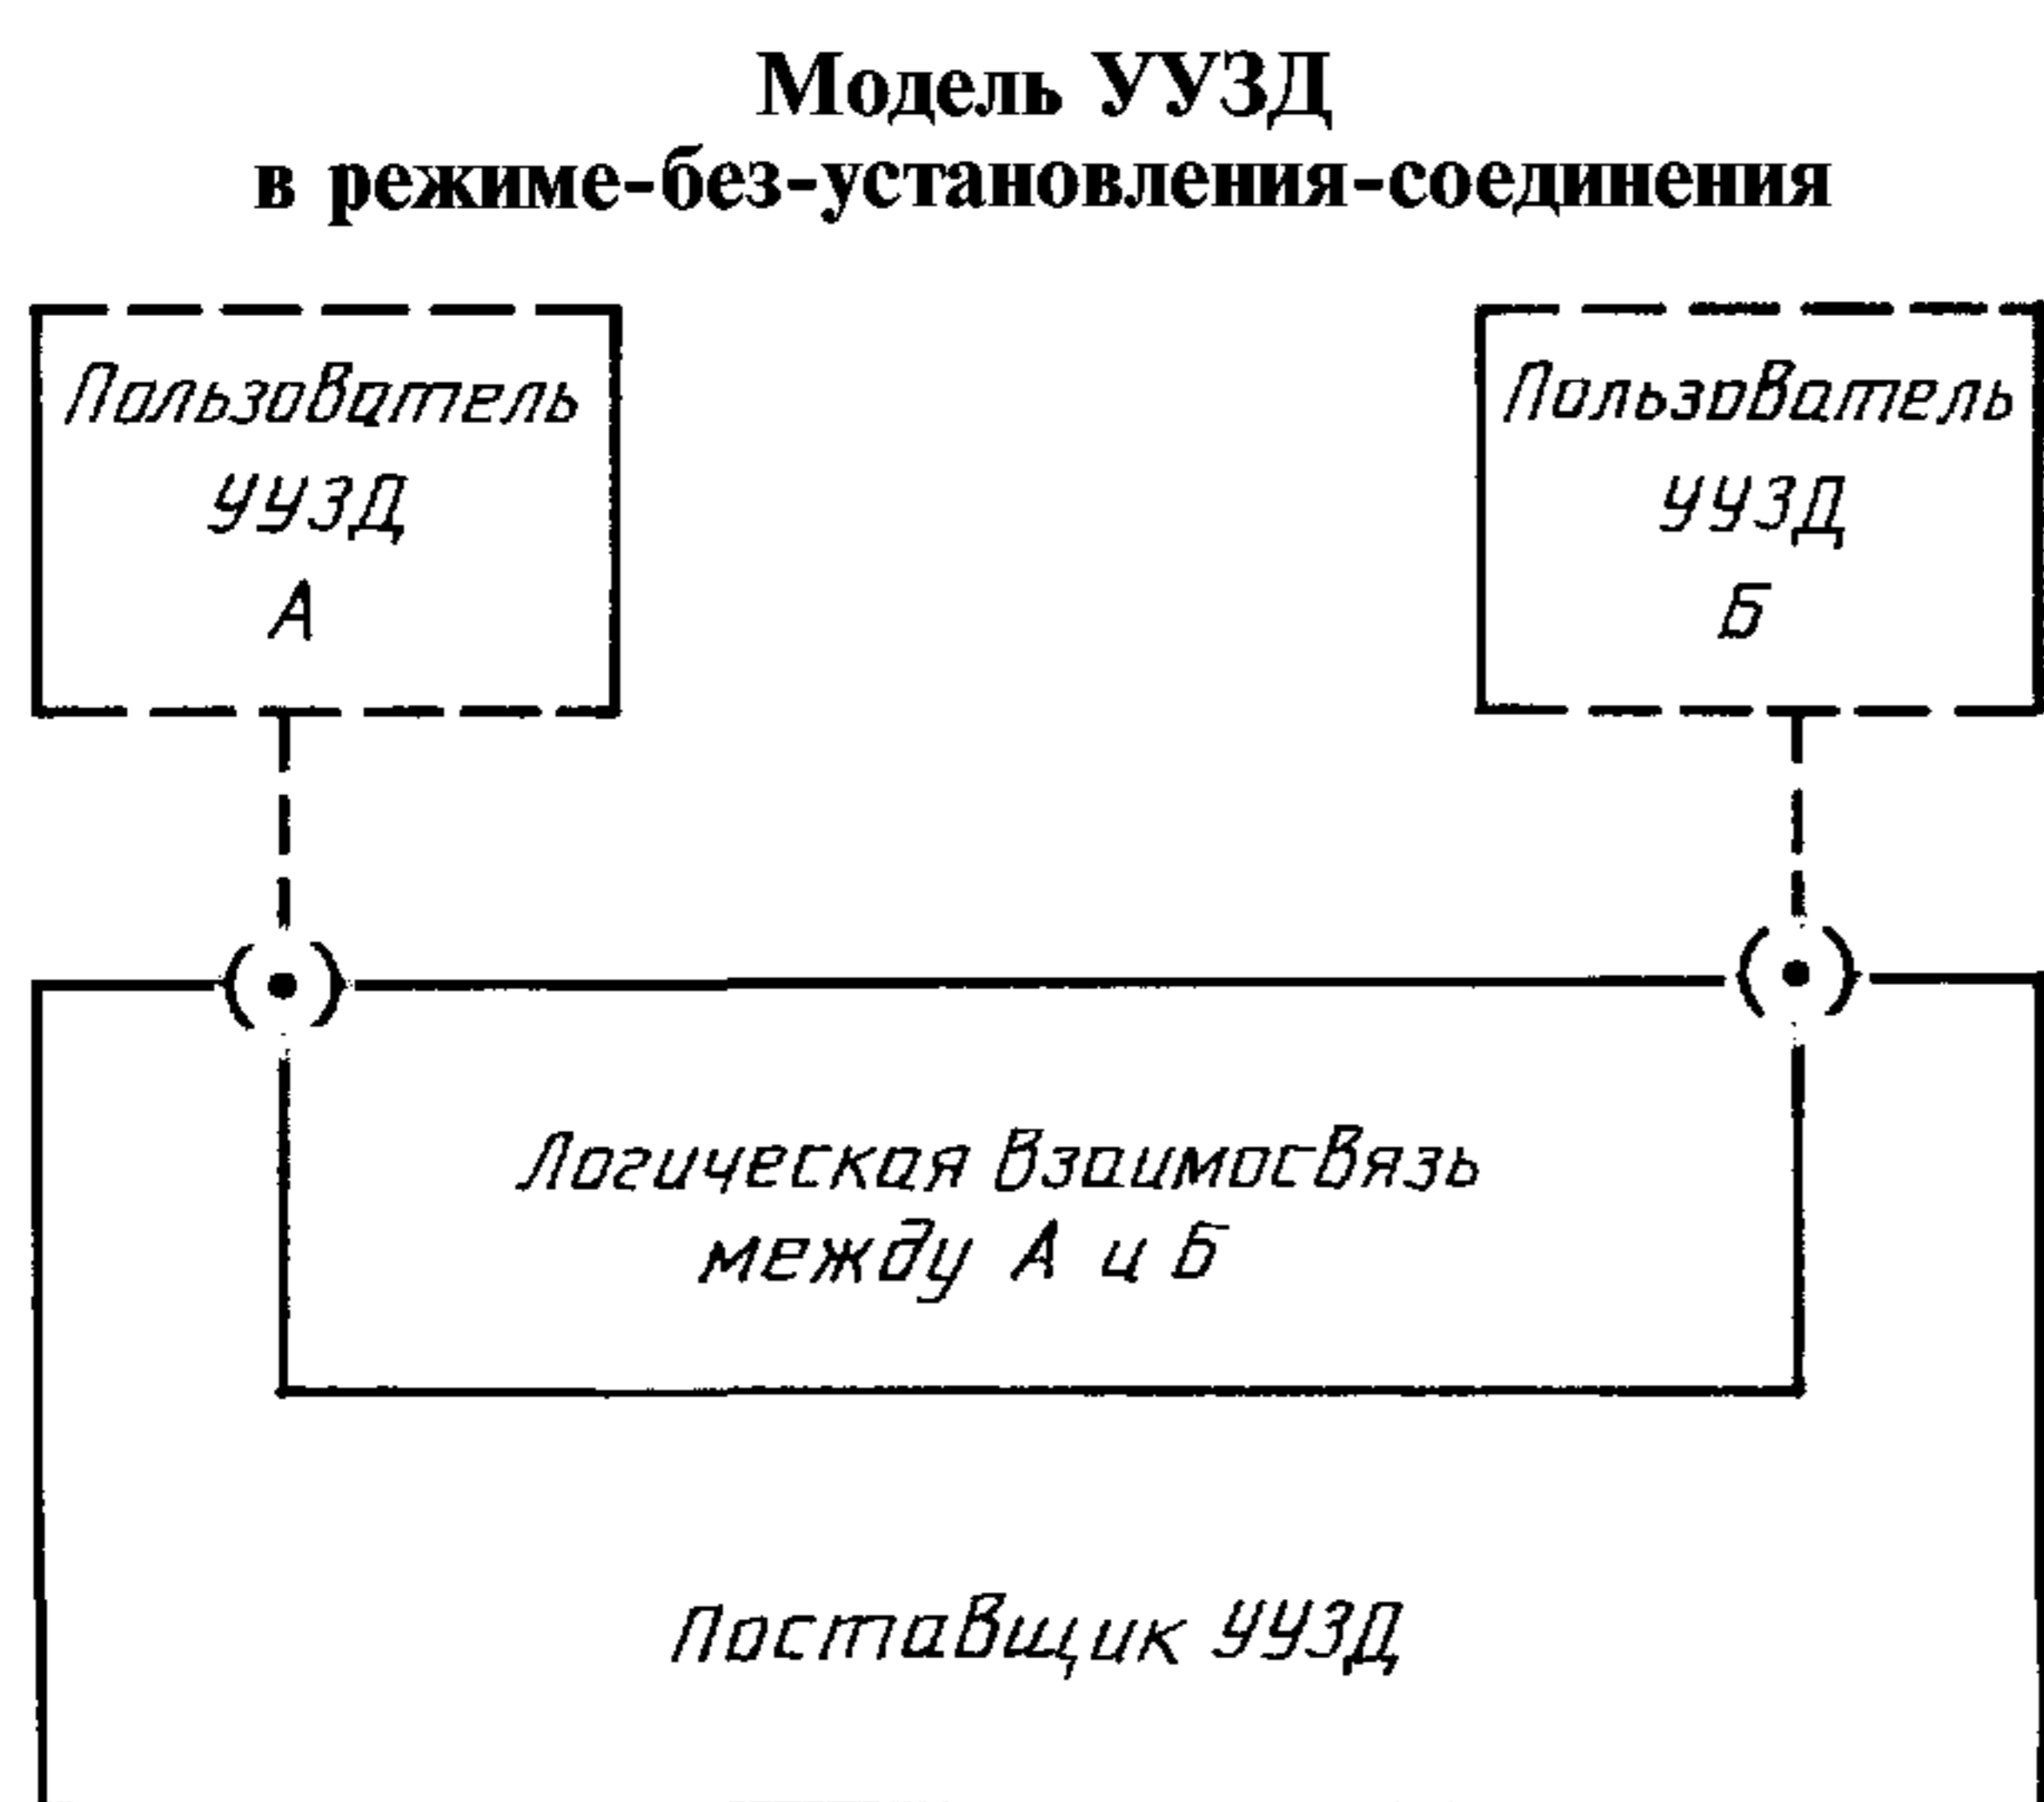 Модель УУЗД
в режиме-без-установления-соединения
Пользователь
УУЗД
А
Пользователь
УУЗД
Б
Логическая взаимосвязь
между А и Б
Поставщик УУЗД